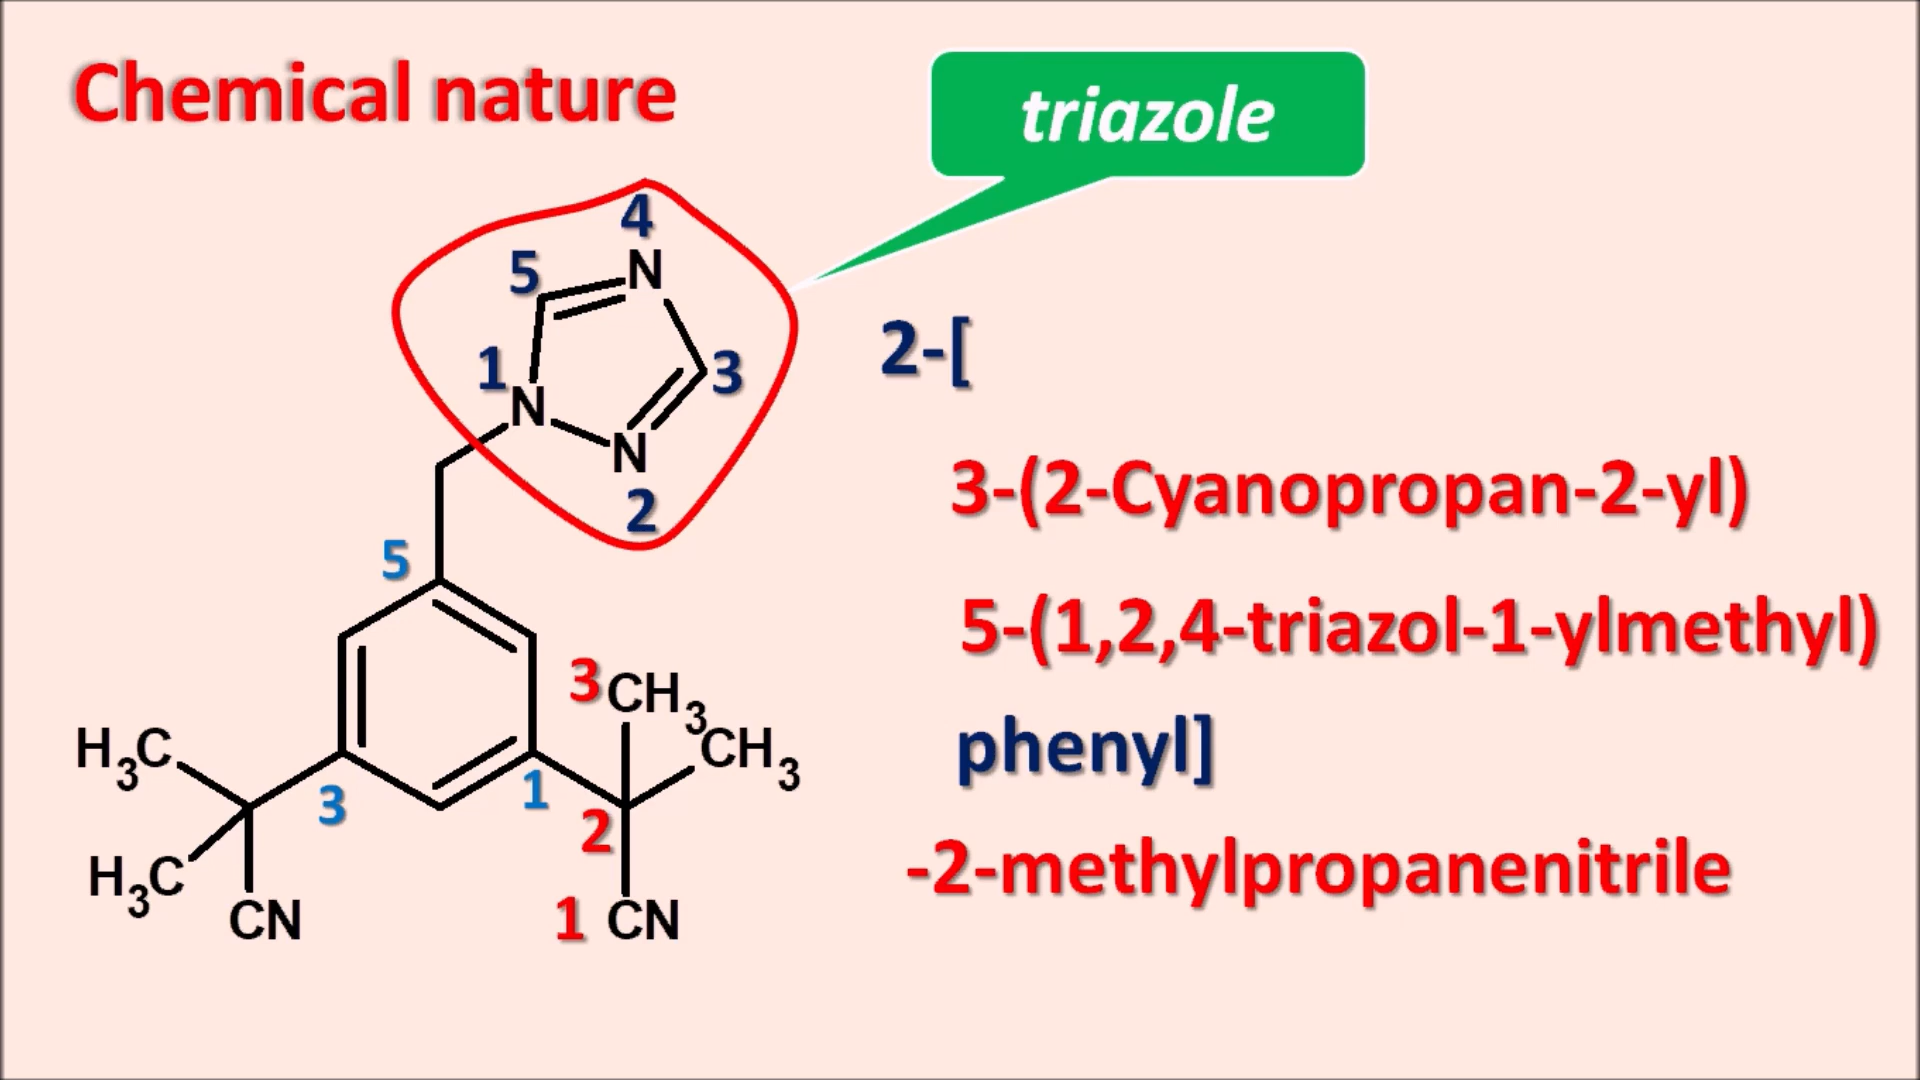 Chemical nature
triazole
4
5
N
1
3
N
N
2
5
2-[
3-(2-Cyanopropan-2-yl)
5-(1,2,4-triazol-1-ylmethyl)
phenyl]
-2-methylpropanenitrile
3 CH3
H3C
CH3
3
1
2
H3C
CN
1 CN